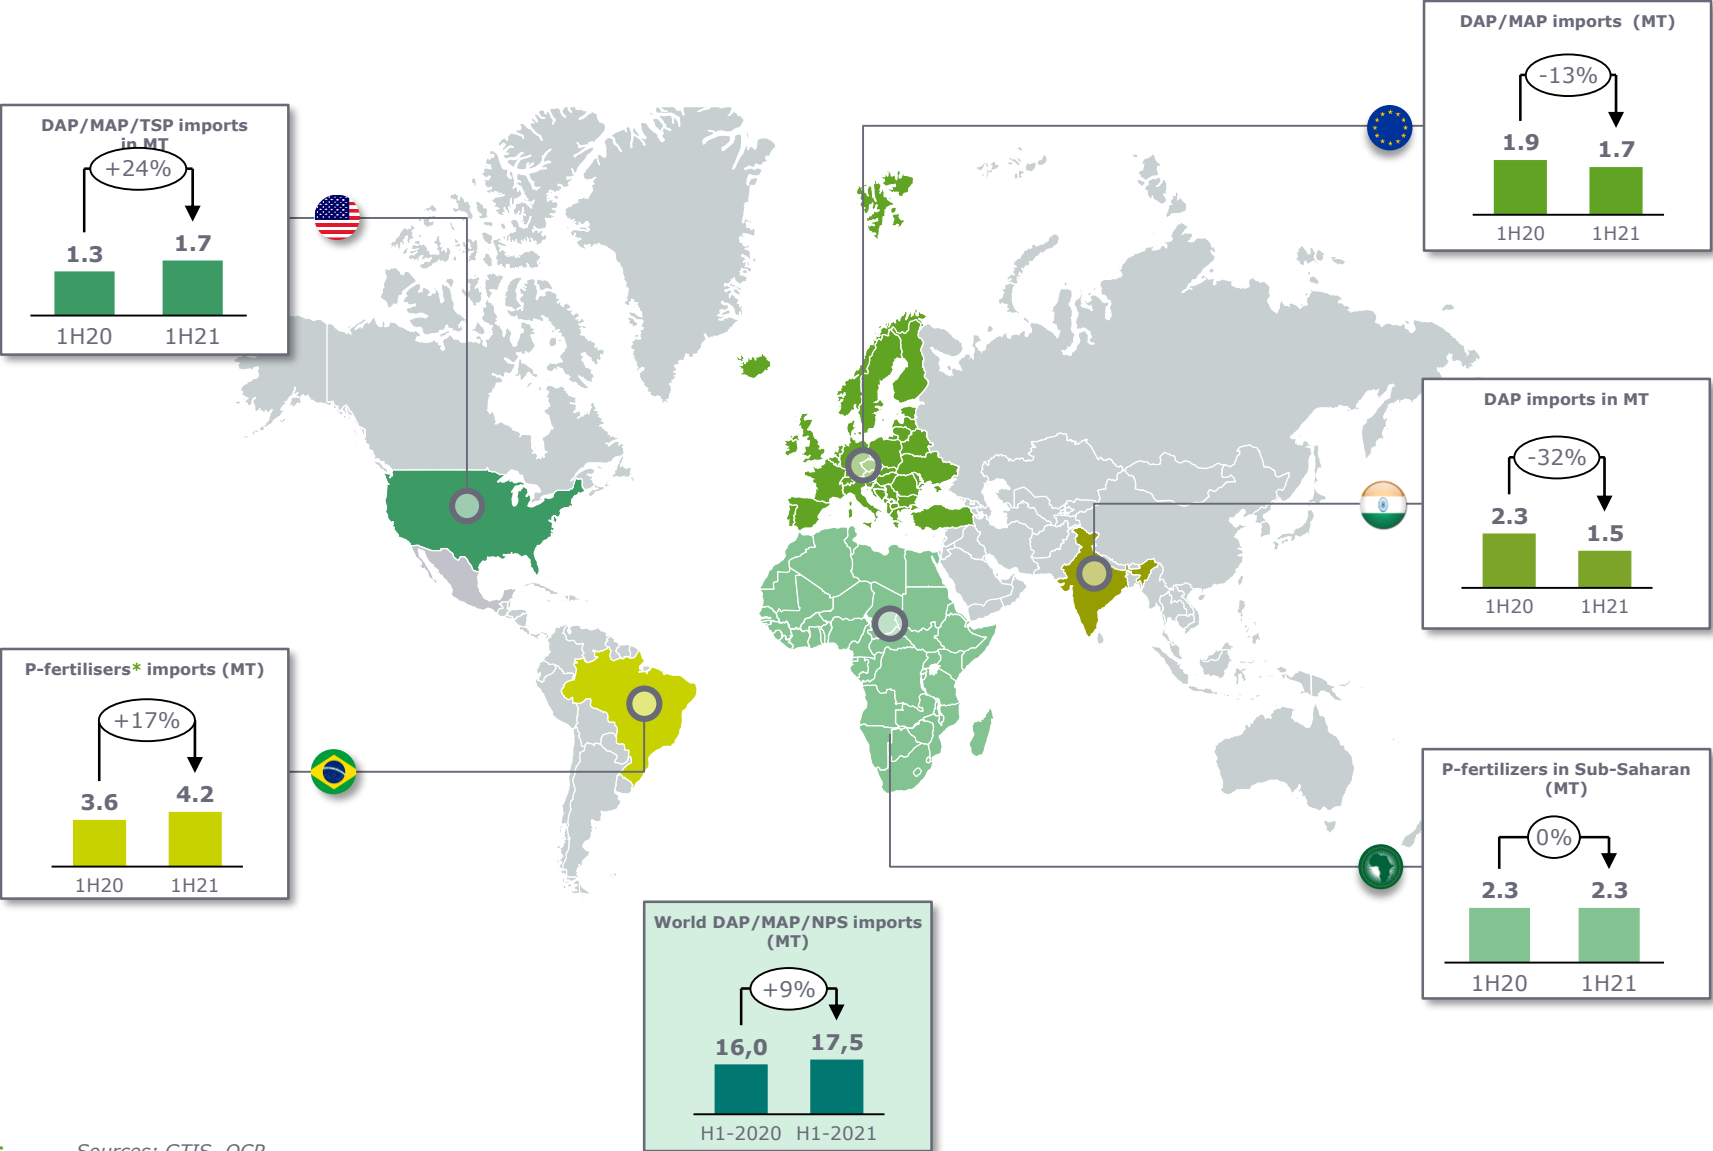 DAP/MAP imports (MT)
-13%
1.9
1.7
1H20
1H21
DAP/MAP/TSP imports
in MT
+24%
1.3
1.7
1H20
1H21
DAP imports in MT
-32%
2.3
1.5
1H20
1H21
P-fertilisers* imports (MT)
+17%
3.6
4.2
1H20
1H21
P-fertilizers in Sub-Saharan
(MT)
0%
2.3
2.3
1H20
1H21
World DAP/MAP/NPS imports
(MT)
+9%
16,0
17,5
H1-2020
H1-2021
Sources: GTIS, OCP